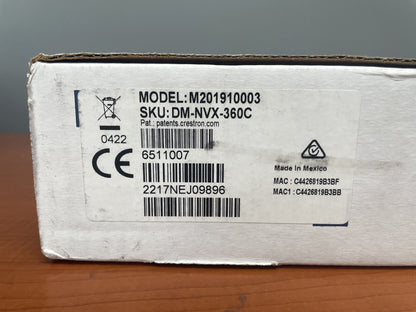 MODEL:M201910003
SKU:DM-NVX-360C
Pat.: patents.crestron.com
0422
CE
6511007
2217NEJ09896
Made in Mexico
MAC : C4426819B3BF
MAC1 : C4426819B3BB